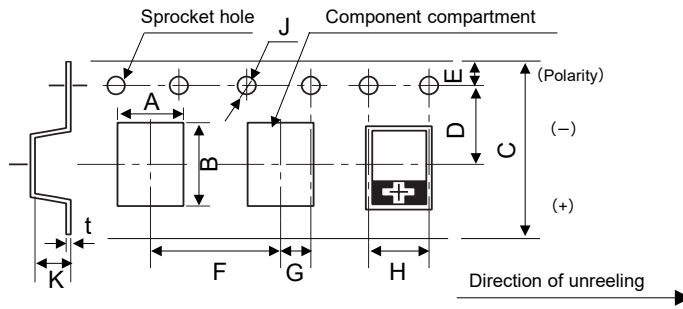 Sprocket hole
J
Component compartment
E
(Polarity)
A
D
C
B
(−)
t
(+)
F
G
H
K
Direction of unreeling